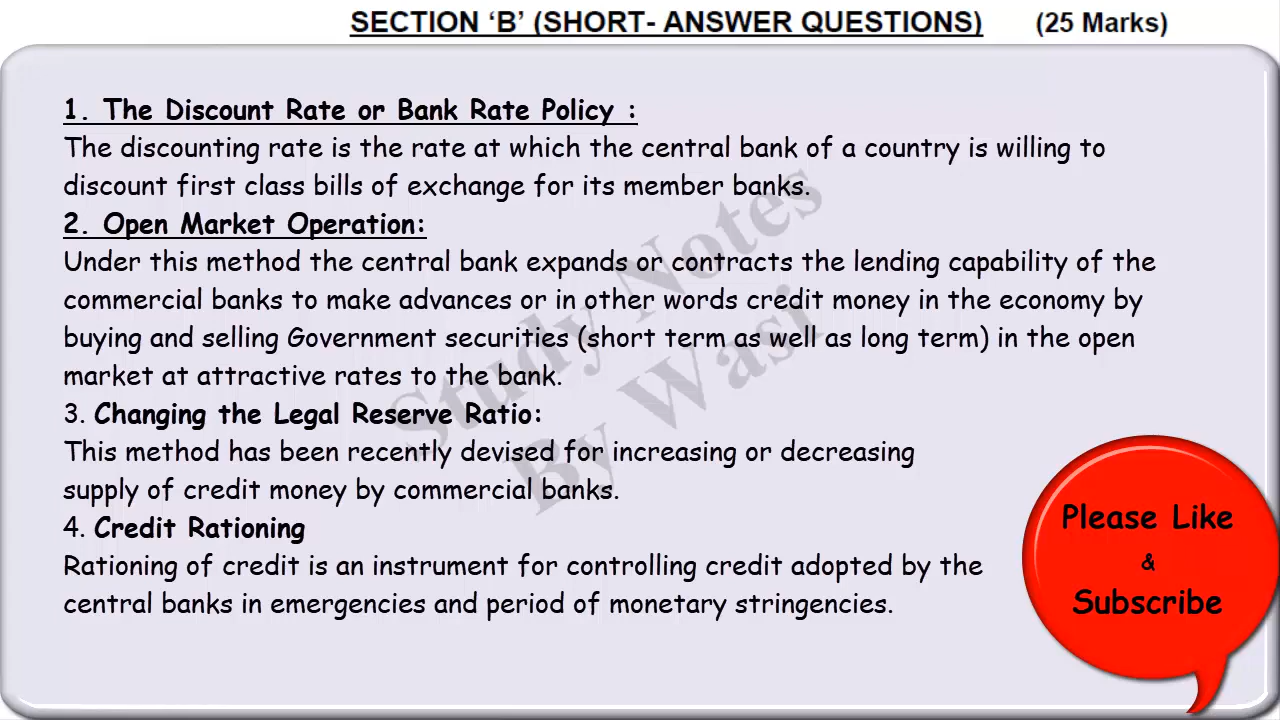 SECTION ‘B’ (SHORT- ANSWER QUESTIONS) (25 Marks)
1. The Discount Rate or Bank Rate Policy :
The discounting rate is the rate at which the central bank of a country is willing to
discount first class bills of exchange for its member banks.
2. Open Market Operation:
Under this method the central bank expands or contracts the lending capability of the
commercial banks to make advances or in other words credit money in the economy by
buying and selling Government securities (short term as well as long term) in the open
market at attractive rates to the bank.
3. Changing the Legal Reserve Ratio:
This method has been recently devised for increasing or decreasing
supply of credit money by commercial banks.
4. Credit Rationing
Rationing of credit is an instrument for controlling credit adopted by the
central banks in emergencies and period of monetary stringencies.
Study Notes
By Wasi
Please Like
&
Subscribe